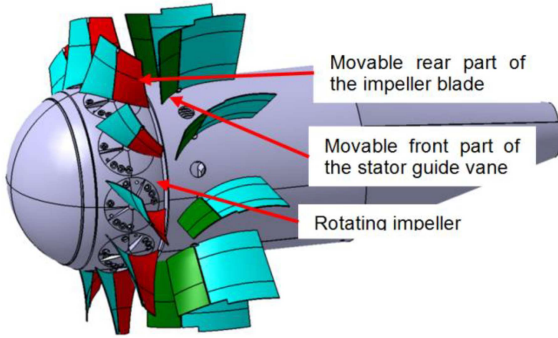 Movable rear part of
the impeller blade
Movable front part of
the stator guide vane
Rotating impeller